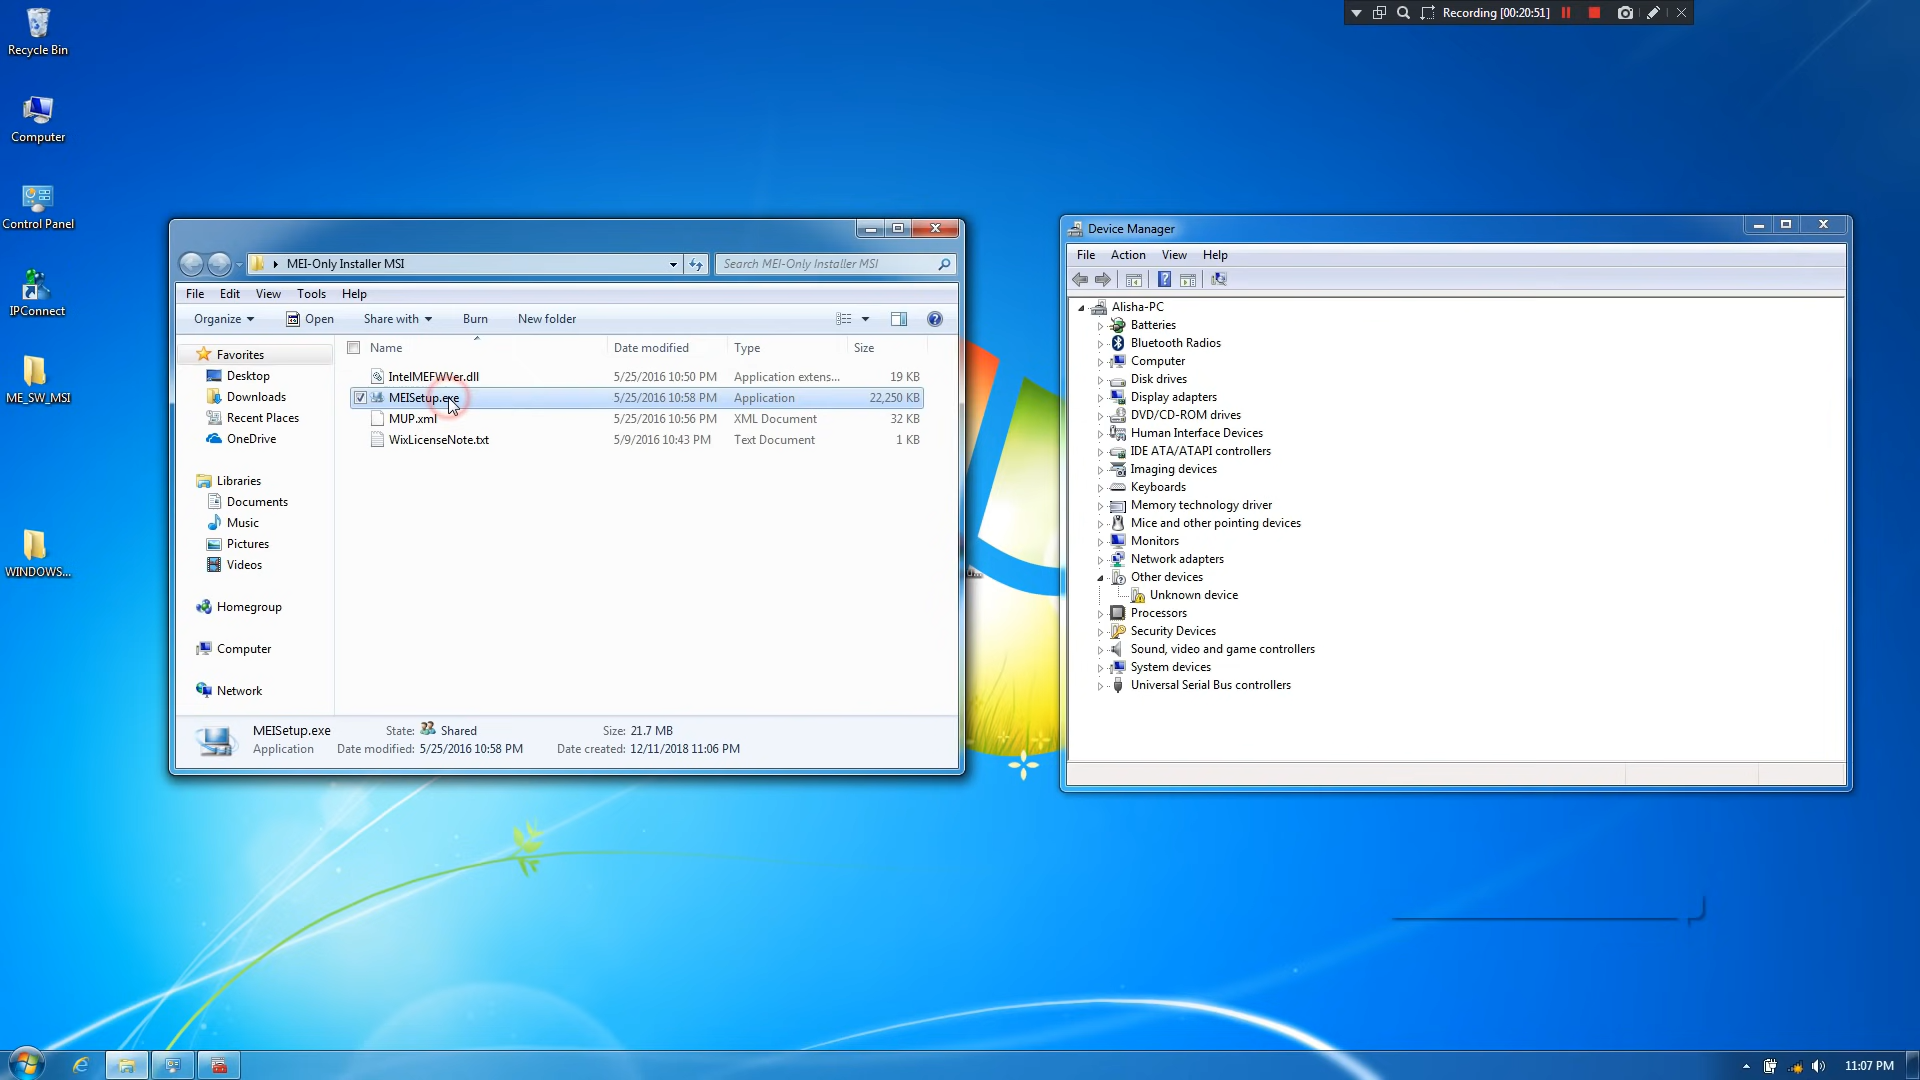 Recording [00:20:51]
Recycle Bin
Computer
Control Panel
IPConnect
ME_SW_MSI
WINDOWS...
MEI-Only Installer MSI
Search MEI-Only Installer MSI
File Edit View Tools Help
Organize Open Share with Burn New folder
Name Date modified Type Size
IntelMEFWVer.dll 5/25/2016 10:50 PM Application extens... 19 KB
MEISetup.exe 5/25/2016 10:58 PM Application 22,250 KB
MUP.xml 5/25/2016 10:56 PM XML Document 32 KB
WixLicenseNote.txt 5/9/2016 10:43 PM Text Document 1 KB
Favorites
Desktop
Downloads
Recent Places
OneDrive
Libraries
Documents
Music
Pictures
Videos
Homegroup
Computer
Network
MEISetup.exe State: Shared Size: 21.7 MB
Application Date modified: 5/25/2016 10:58 PM Date created: 12/11/2018 11:06 PM
Device Manager
File Action View Help
Alisha-PC
Batteries
Bluetooth Radios
Computer
Disk drives
Display adapters
DVD/CD-ROM drives
Human Interface Devices
IDE ATA/ATAPI controllers
Imaging devices
Keyboards
Memory technology driver
Mice and other pointing devices
Monitors
Network adapters
Other devices
Unknown device
Processors
Security Devices
Sound, video and game controllers
System devices
Universal Serial Bus controllers
11:07 PM